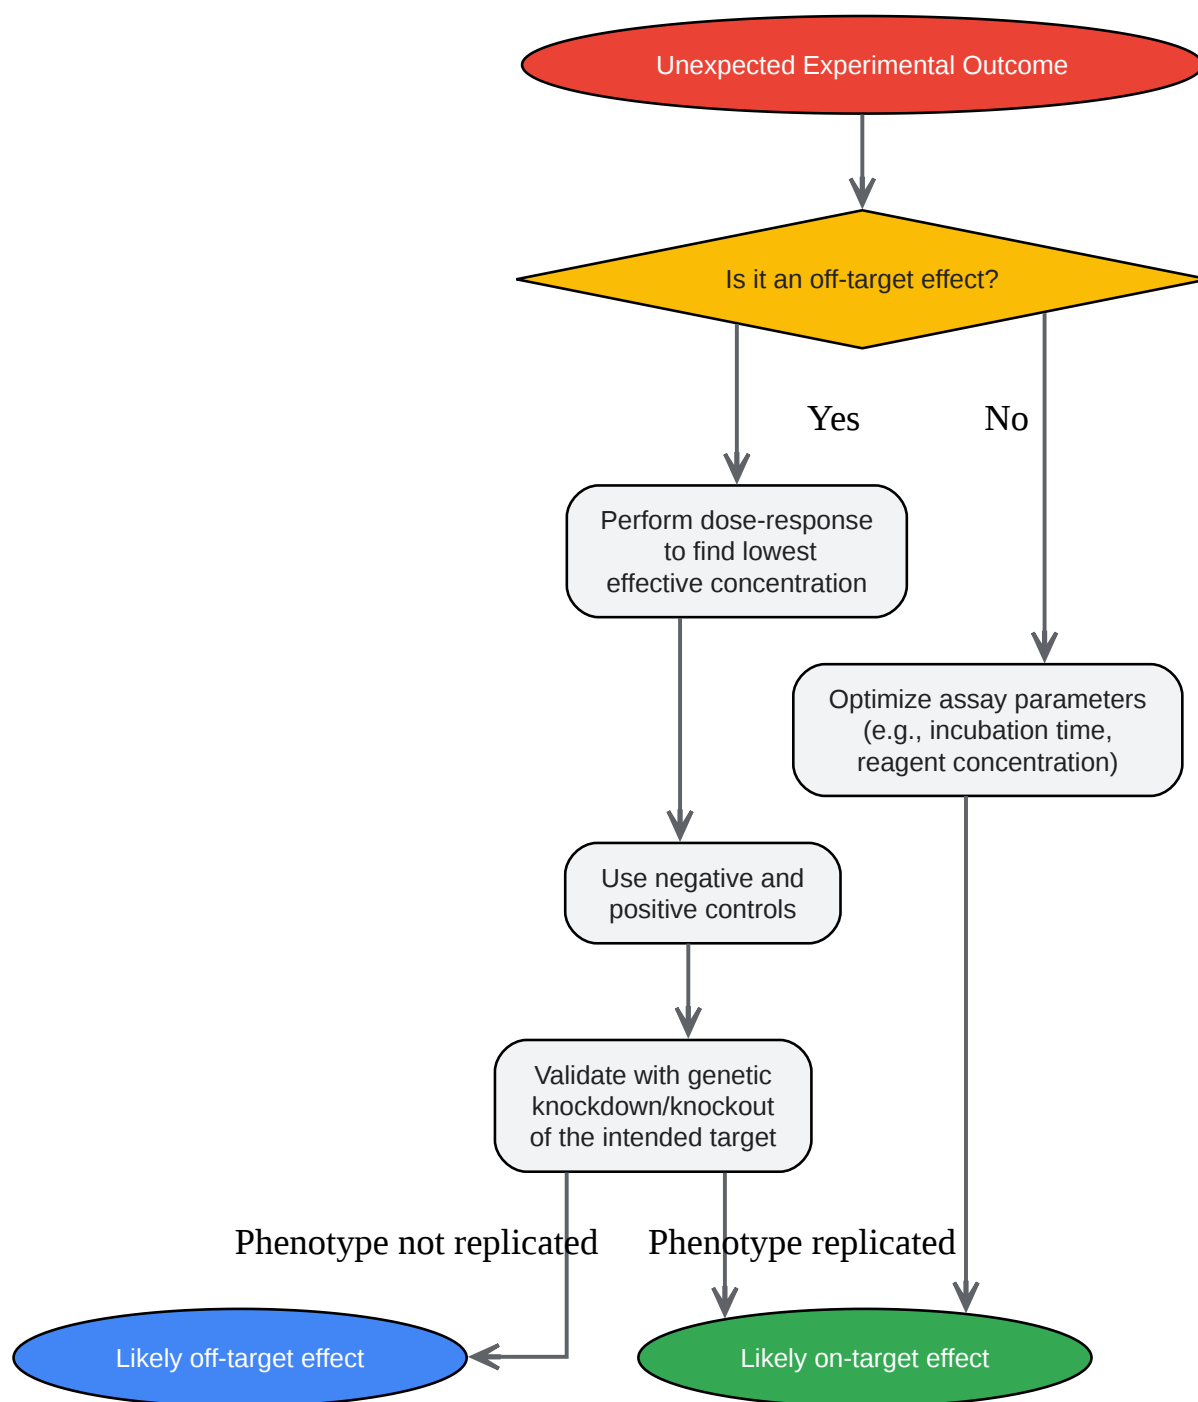 Unexpected Experimental Outcome
Is it an off-target effect?
Yes
No
Perform dose-response
to find lowest
effective concentration
Optimize assay parameters
(e.g., incubation time,
reagent concentration)
Use negative and
positive controls
Validate with genetic
knockdown/knockout
of the intended target
Phenotype not replicated
Phenotype replicated
Likely off-target effect
Likely on-target effect